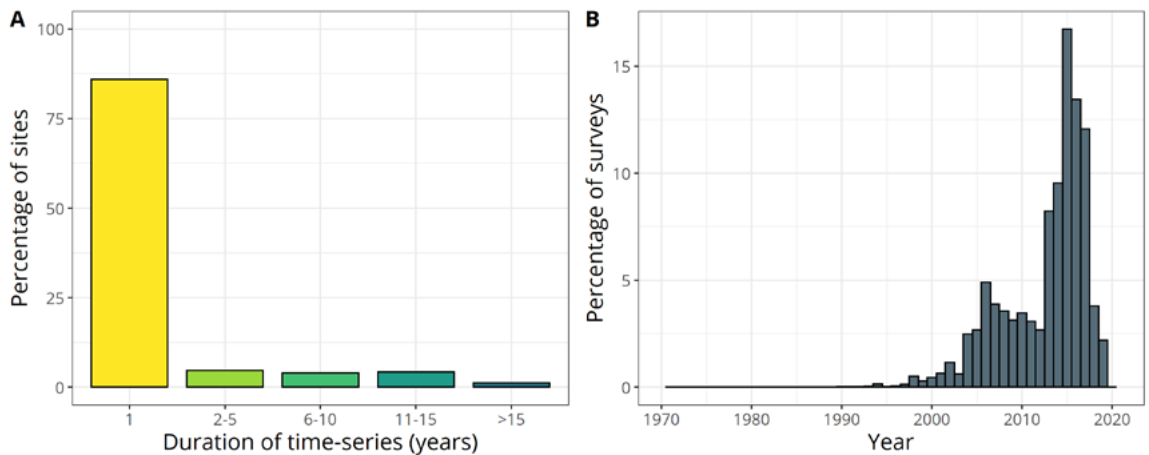 A
Percentage of sites
100
75
50
25
0
1 2-5 6-10 11-15 >15
Duration of time-series (years)
B
Percentage of surveys
15
10
5
0
1970 1980 1990 2000 2010 2020
Year